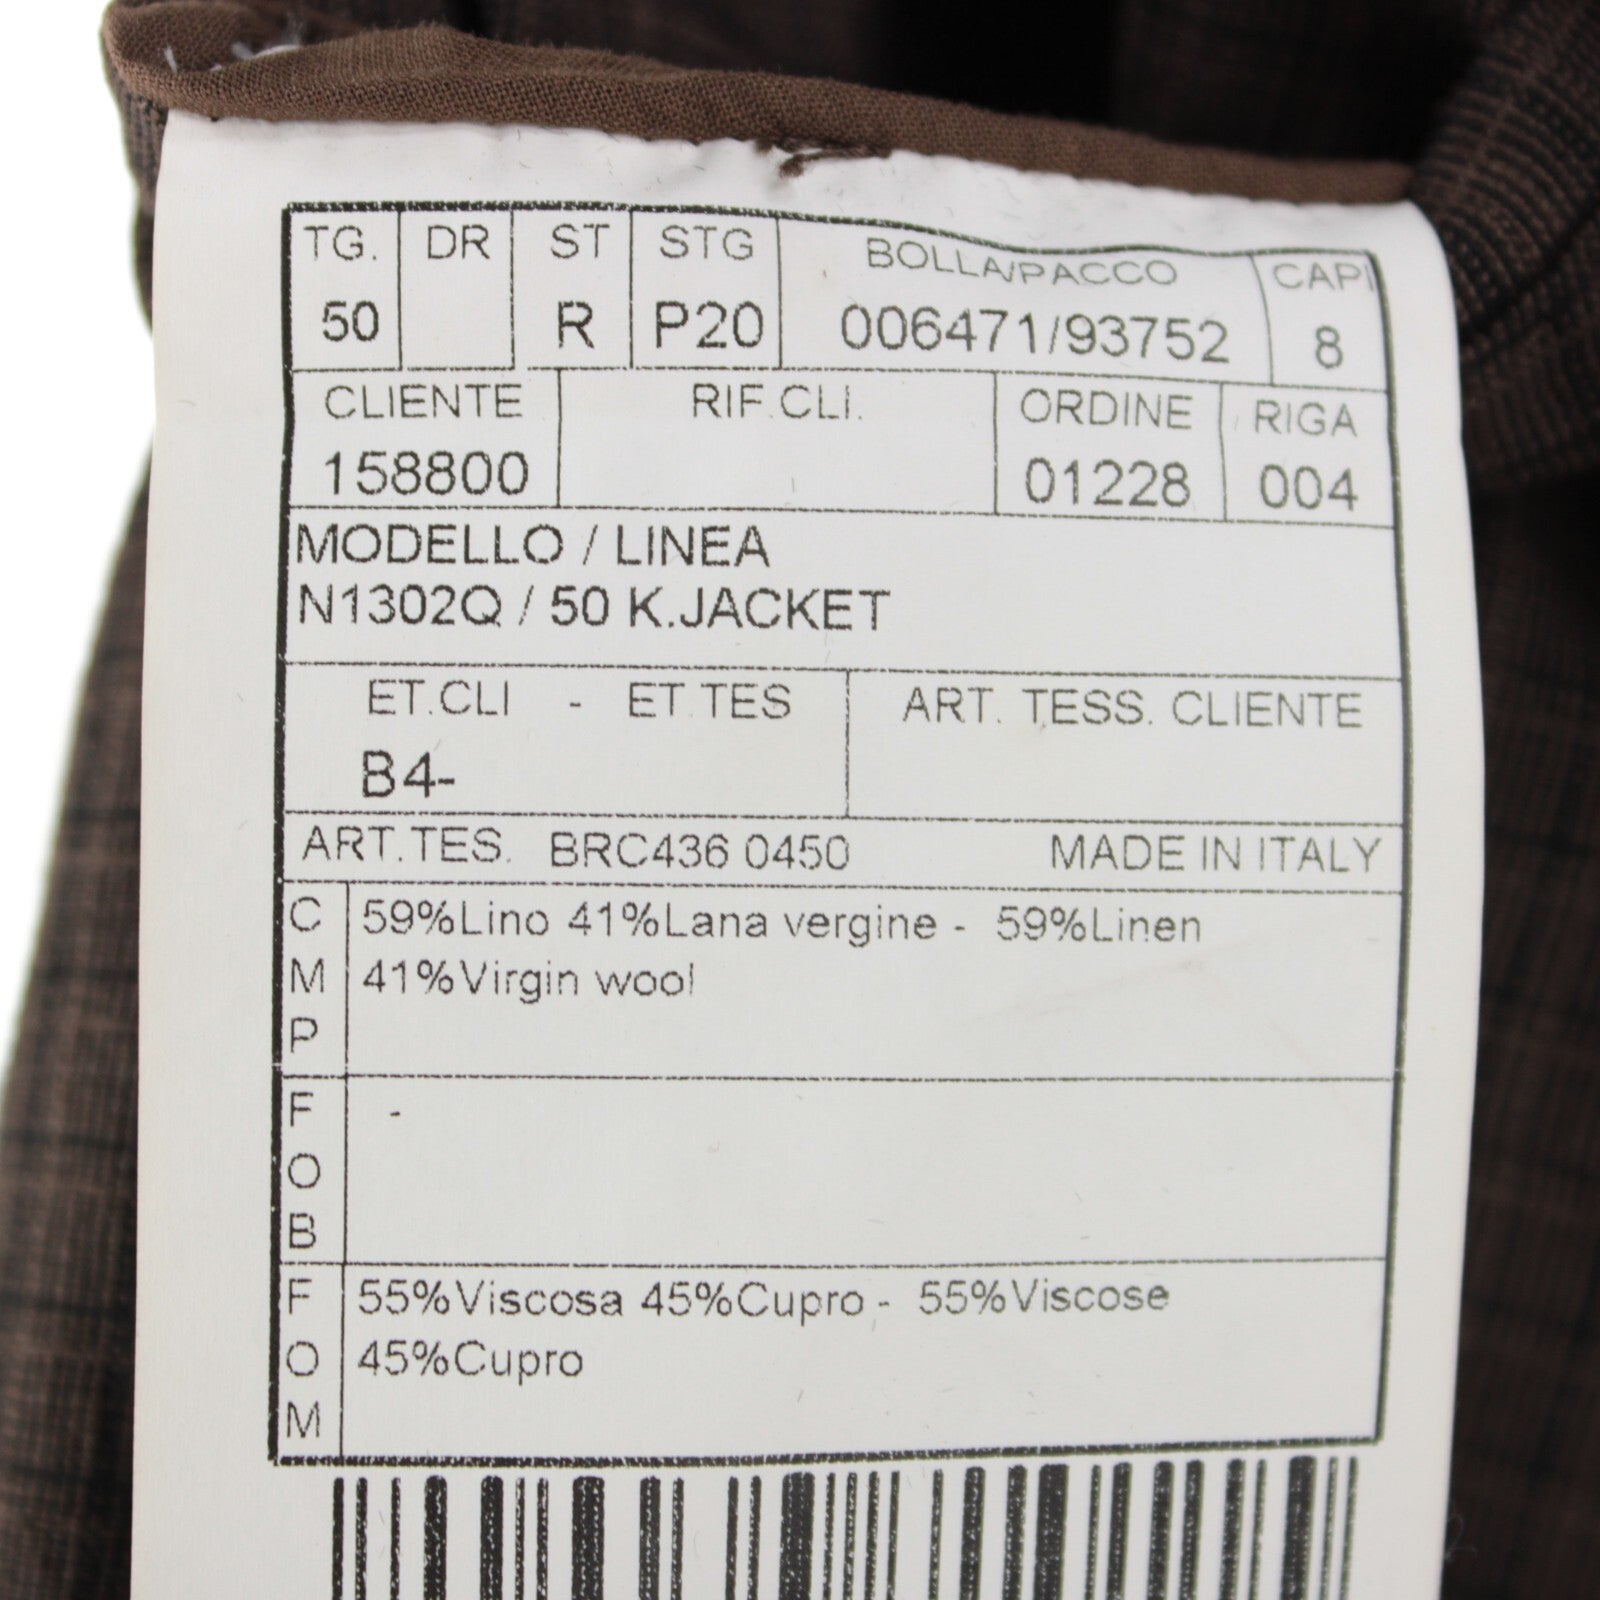 TG. DR ST STG BOLLA/PACCO CAPI
50 R P20 006471/93752 8
CLIENTE RIF.CLI. ORDINE RIGA
158800 01228 004
MODELLO / LINEA
N1302Q / 50 K.JACKET
ET.CLI - ET.TES ART. TESS. CLIENTE
B4-
ART.TES. BRC436 0450 MADE IN ITALY
CMP 59%Lino 41%Lana vergine - 59%Linen
41%Virgin wool
FOB -
FOM 55%Viscosa 45%Cupro - 55%Viscose
45%Cupro